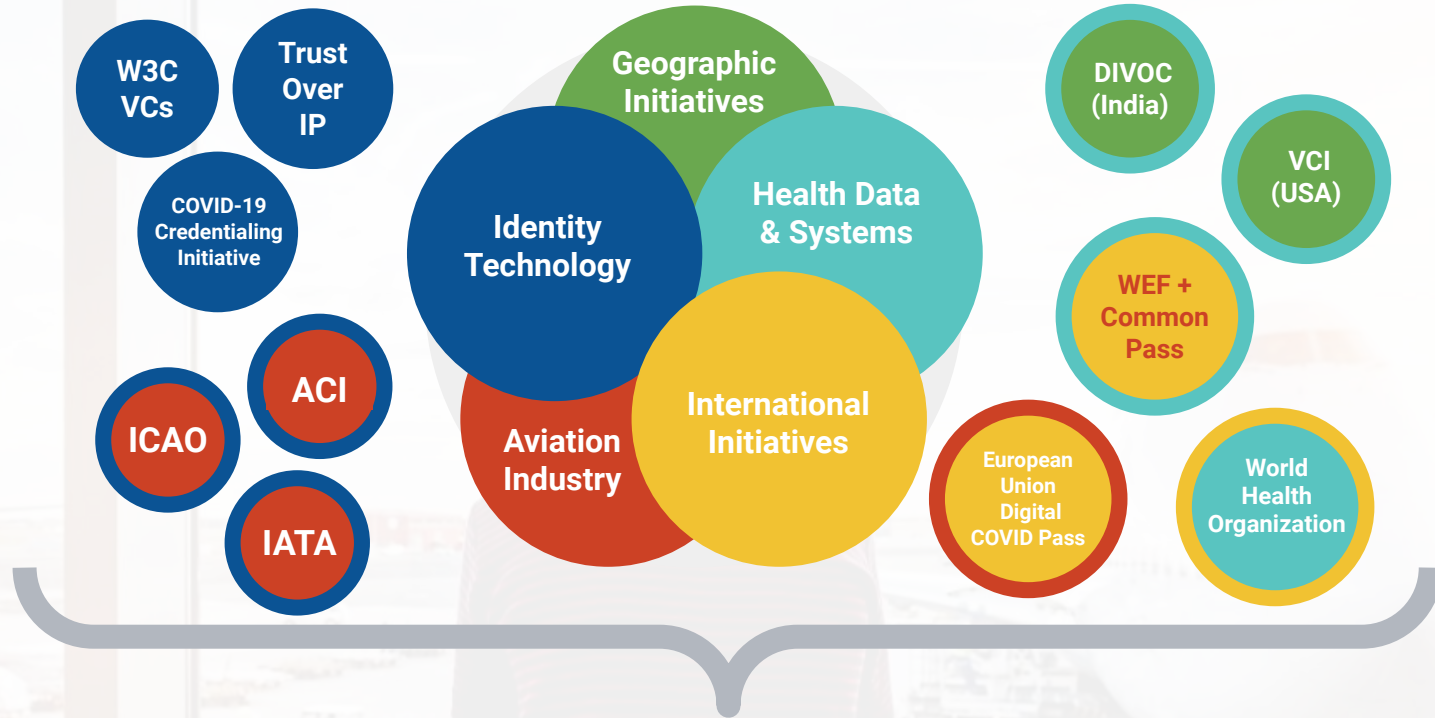 W3C
VCs
Trust
Over
IP
COVID-19
Credentialing
Initiative
ACI
ICAO
IATA
Geographic
Initiatives
Identity
Technology
Health Data
& Systems
Aviation
Industry
International
Initiatives
DIVOC
(India)
VCI
(USA)
WEF +
Common
Pass
European
Union
Digital
COVID Pass
World
Health
Organization